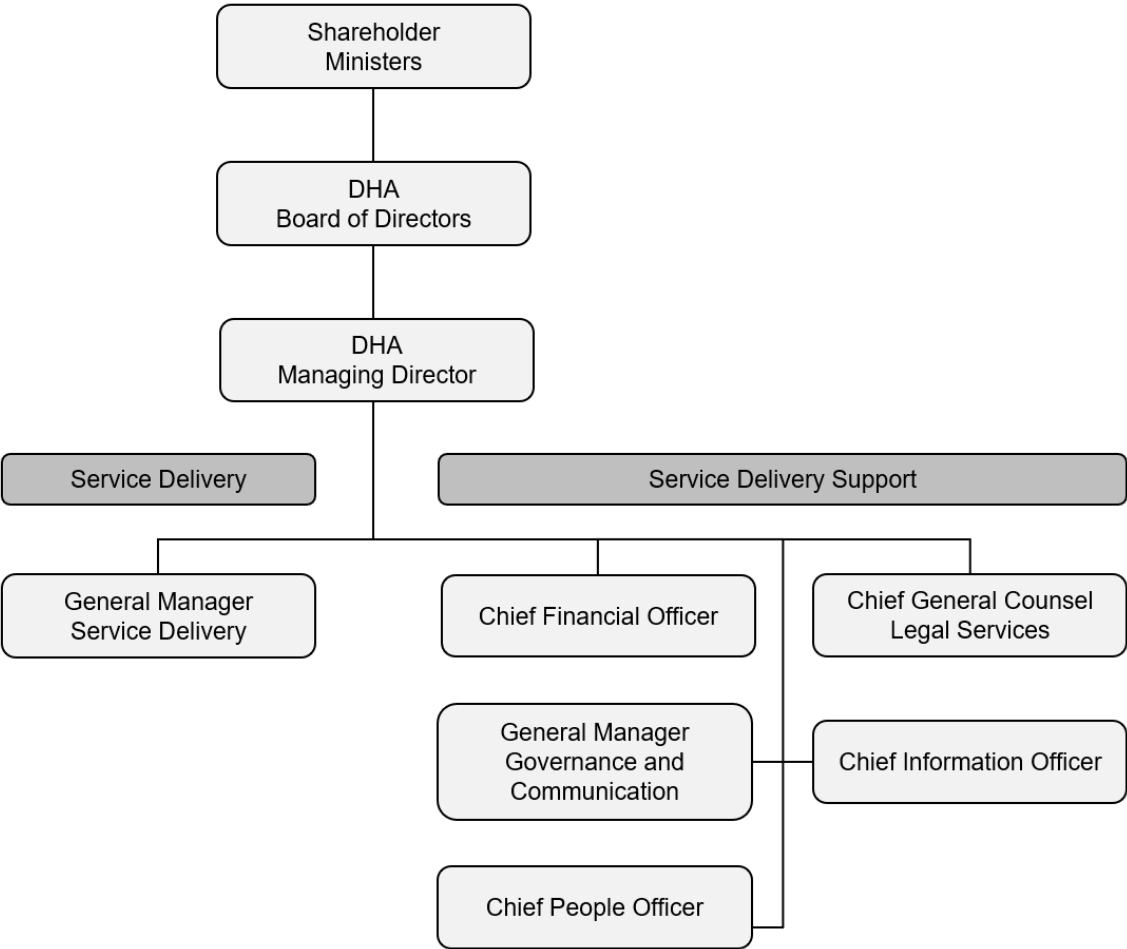 Shareholder
Ministers
DHA
Board of Directors
DHA
Managing Director
Service Delivery
Service Delivery Support
General Manager
Service Delivery
Chief Financial Officer
Chief General Counsel
Legal Services
General Manager
Governance and
Communication
Chief Information Officer
Chief People Officer